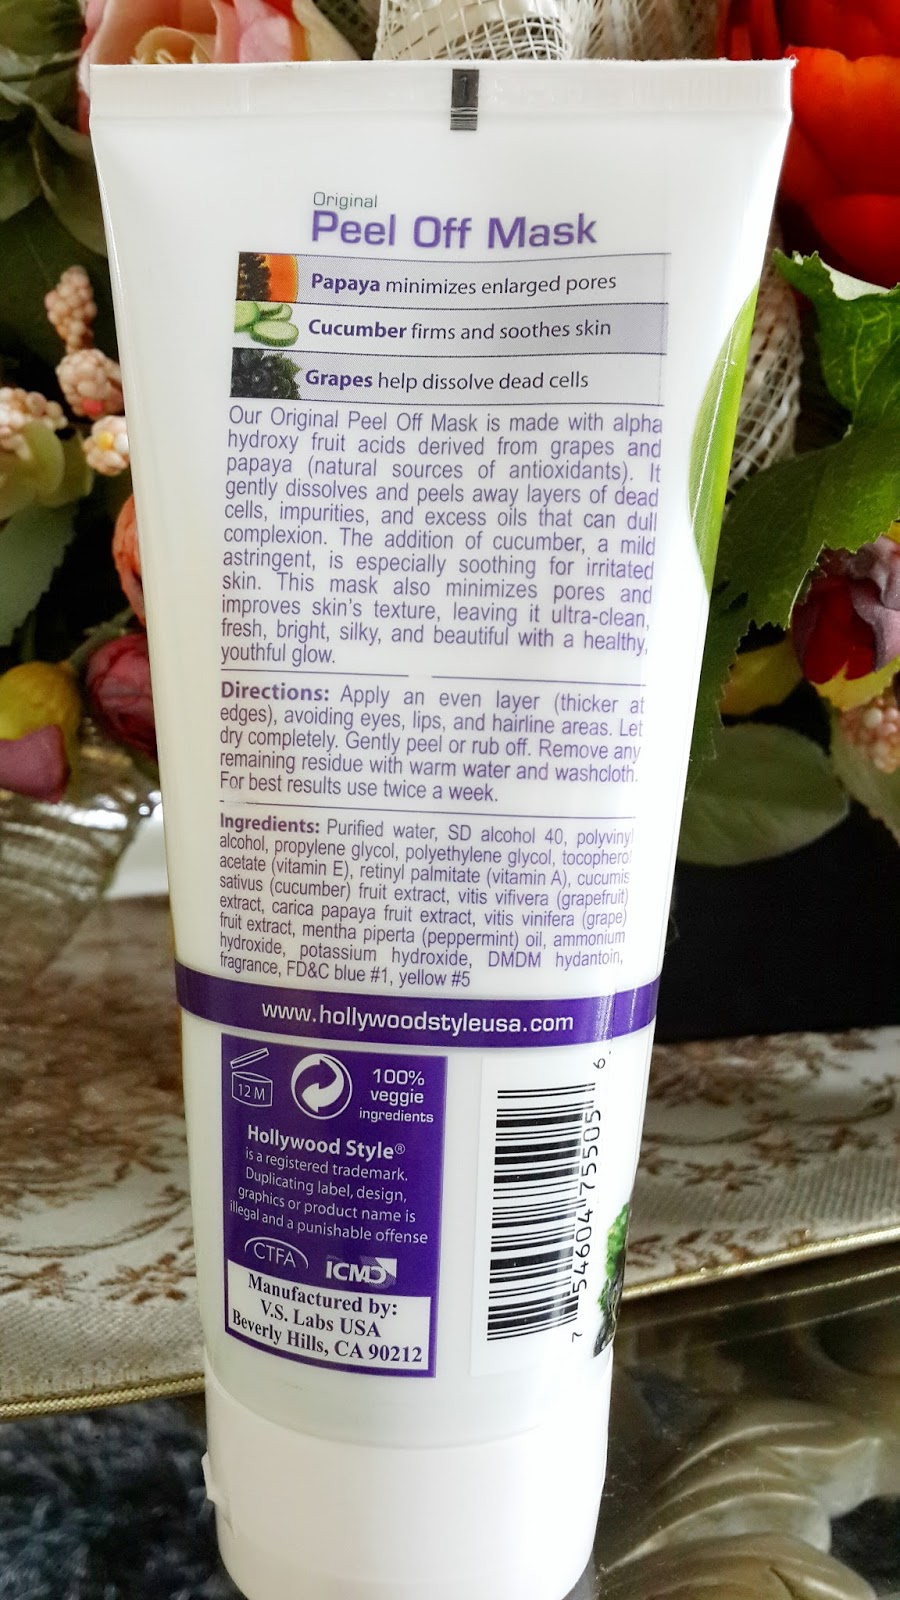 1
Original
Peel Off Mask
Papaya minimizes enlarged pores
Cucumber firms and soothes skin
Grapes help dissolve dead cells
Our Original Peel Off Mask is made with alpha
hydroxy fruit acids derived from grapes and
papaya (natural sources of antioxidants). It
gently dissolves and peels away layers of dead
cells, impurities, and excess oils that can dull
complexion. The addition of cucumber, a mild
astringent, is especially soothing for irritated
skin. This mask also minimizes pores and
improves skin's texture, leaving it ultra-clean,
fresh, bright, silky, and beautiful with a healthy,
youthful glow.
Directions: Apply an even layer (thicker at
edges), avoiding eyes, lips, and hairline areas. Let
dry completely. Gently peel or rub off. Remove any
remaining residue with warm water and washcloth.
For best results use twice a week.
Ingredients: Purified water, SD alcohol 40, polyvinyl
alcohol, propylene glycol, polyethylene glycol, tocopherol
acetate (vitamin E), retinyl palmitate (vitamin A), cucumis
sativus (cucumber) fruit extract, vitis vifivera (grapefruit)
extract, carica papaya fruit extract, vitis vinifera (grape)
fruit extract, mentha piperta (peppermint) oil, ammonium
hydroxide, potassium hydroxide, DMDM hydantoin,
fragrance, FD&C blue #1, yellow #5
www.hollywoodstyleusa.com
12 M
100%
veggie
ingredients
Hollywood Style®
is a registered trademark.
Duplicating label, design,
graphics or product name is
illegal and a punishable offense
CTFA ICMD
Manufactured by:
V.S. Labs USA
Beverly Hills, CA 90212
7 54604 75505 6